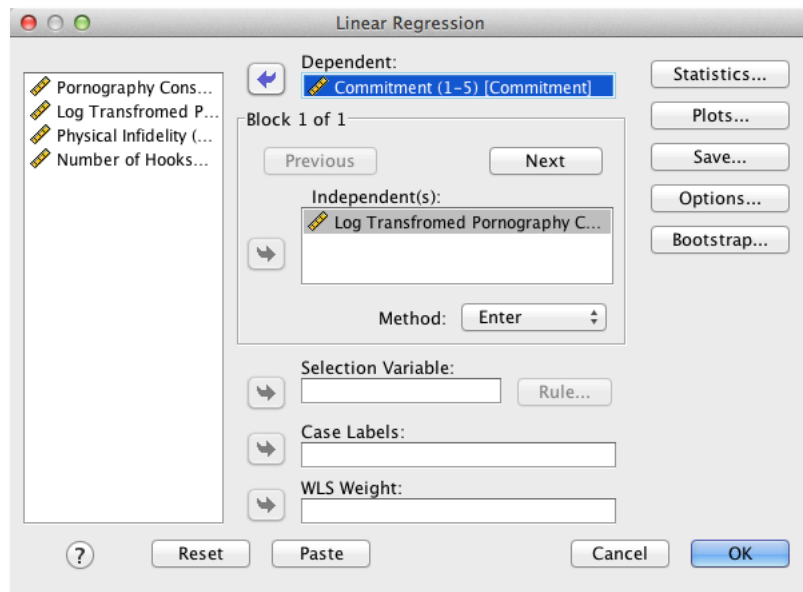 Linear Regression
Pornography Cons...
Log Transfromed P...
Physical Infidelity (...
Number of Hooks...
Dependent:
Commitment (1-5) [Commitment]
Block 1 of 1
Previous
Next
Independent(s):
Log Transfromed Pornography C...
Method:
Enter
Selection Variable:
Rule...
Case Labels:
WLS Weight:
Statistics...
Plots...
Save...
Options...
Bootstrap...
?
Reset
Paste
Cancel
OK